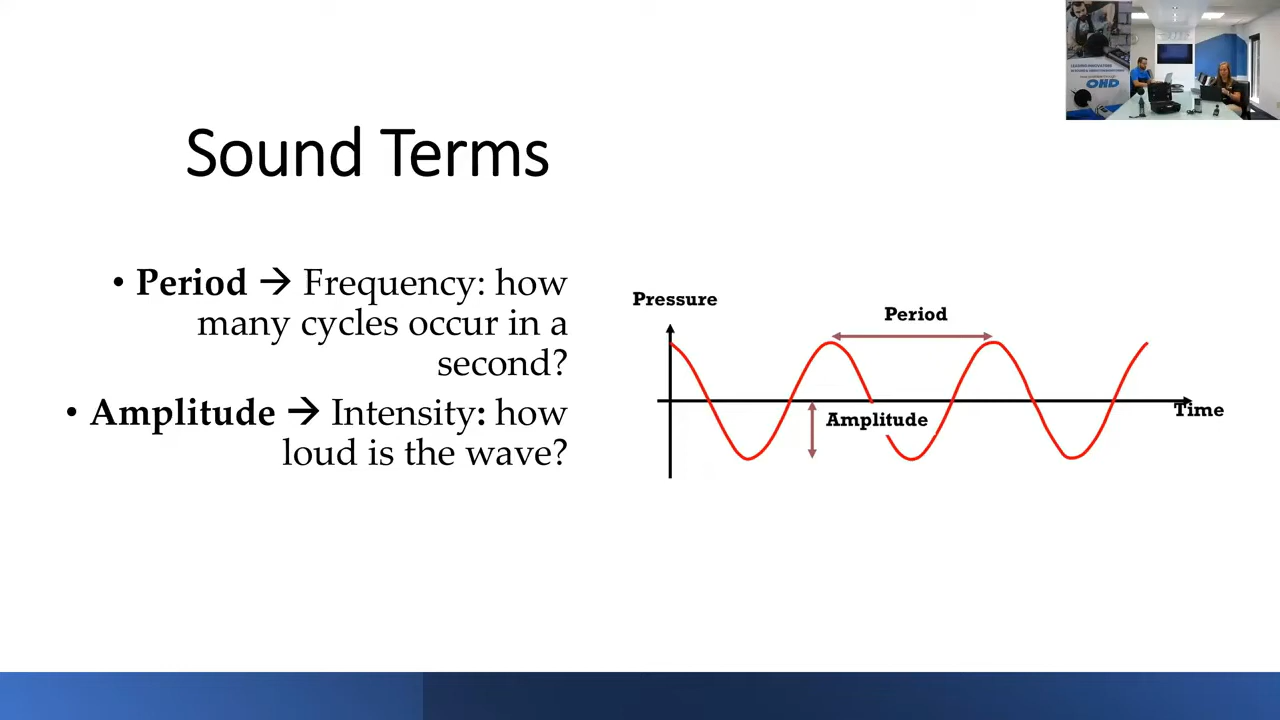 Sound Terms
• Period → Frequency: how
many cycles occur in a
second?
• Amplitude → Intensity: how
loud is the wave?
Pressure
Period
Amplitude
Time
OHD